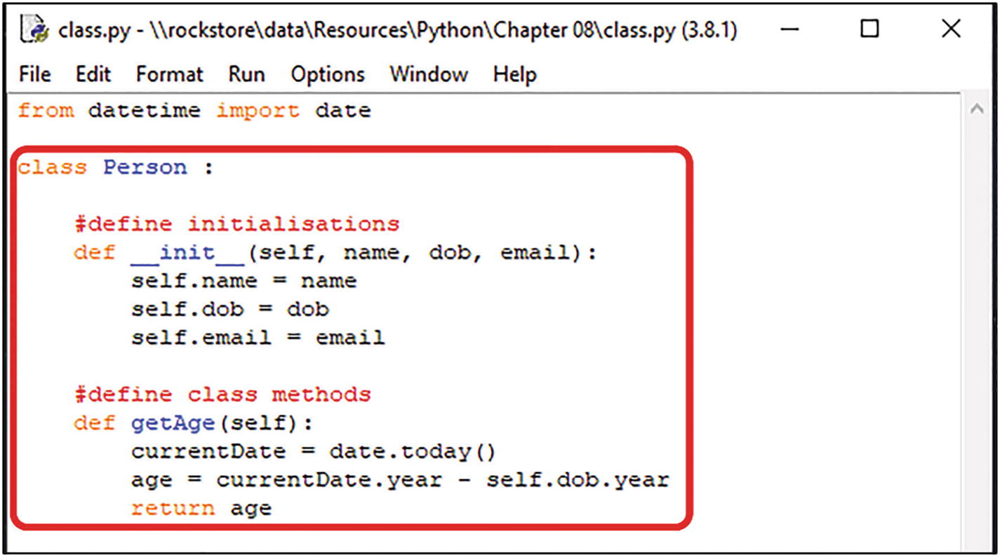 class.py - \\rockstore\data\Resources\Python\Chapter 08\class.py (3.8.1)
File Edit Format Run Options Window Help
from datetime import date
class Person :
    #define initialisations
    def __init__(self, name, dob, email):
        self.name = name
        self.dob = dob
        self.email = email
    #define class methods
    def getAge(self):
        currentDate = date.today()
        age = currentDate.year - self.dob.year
        return age